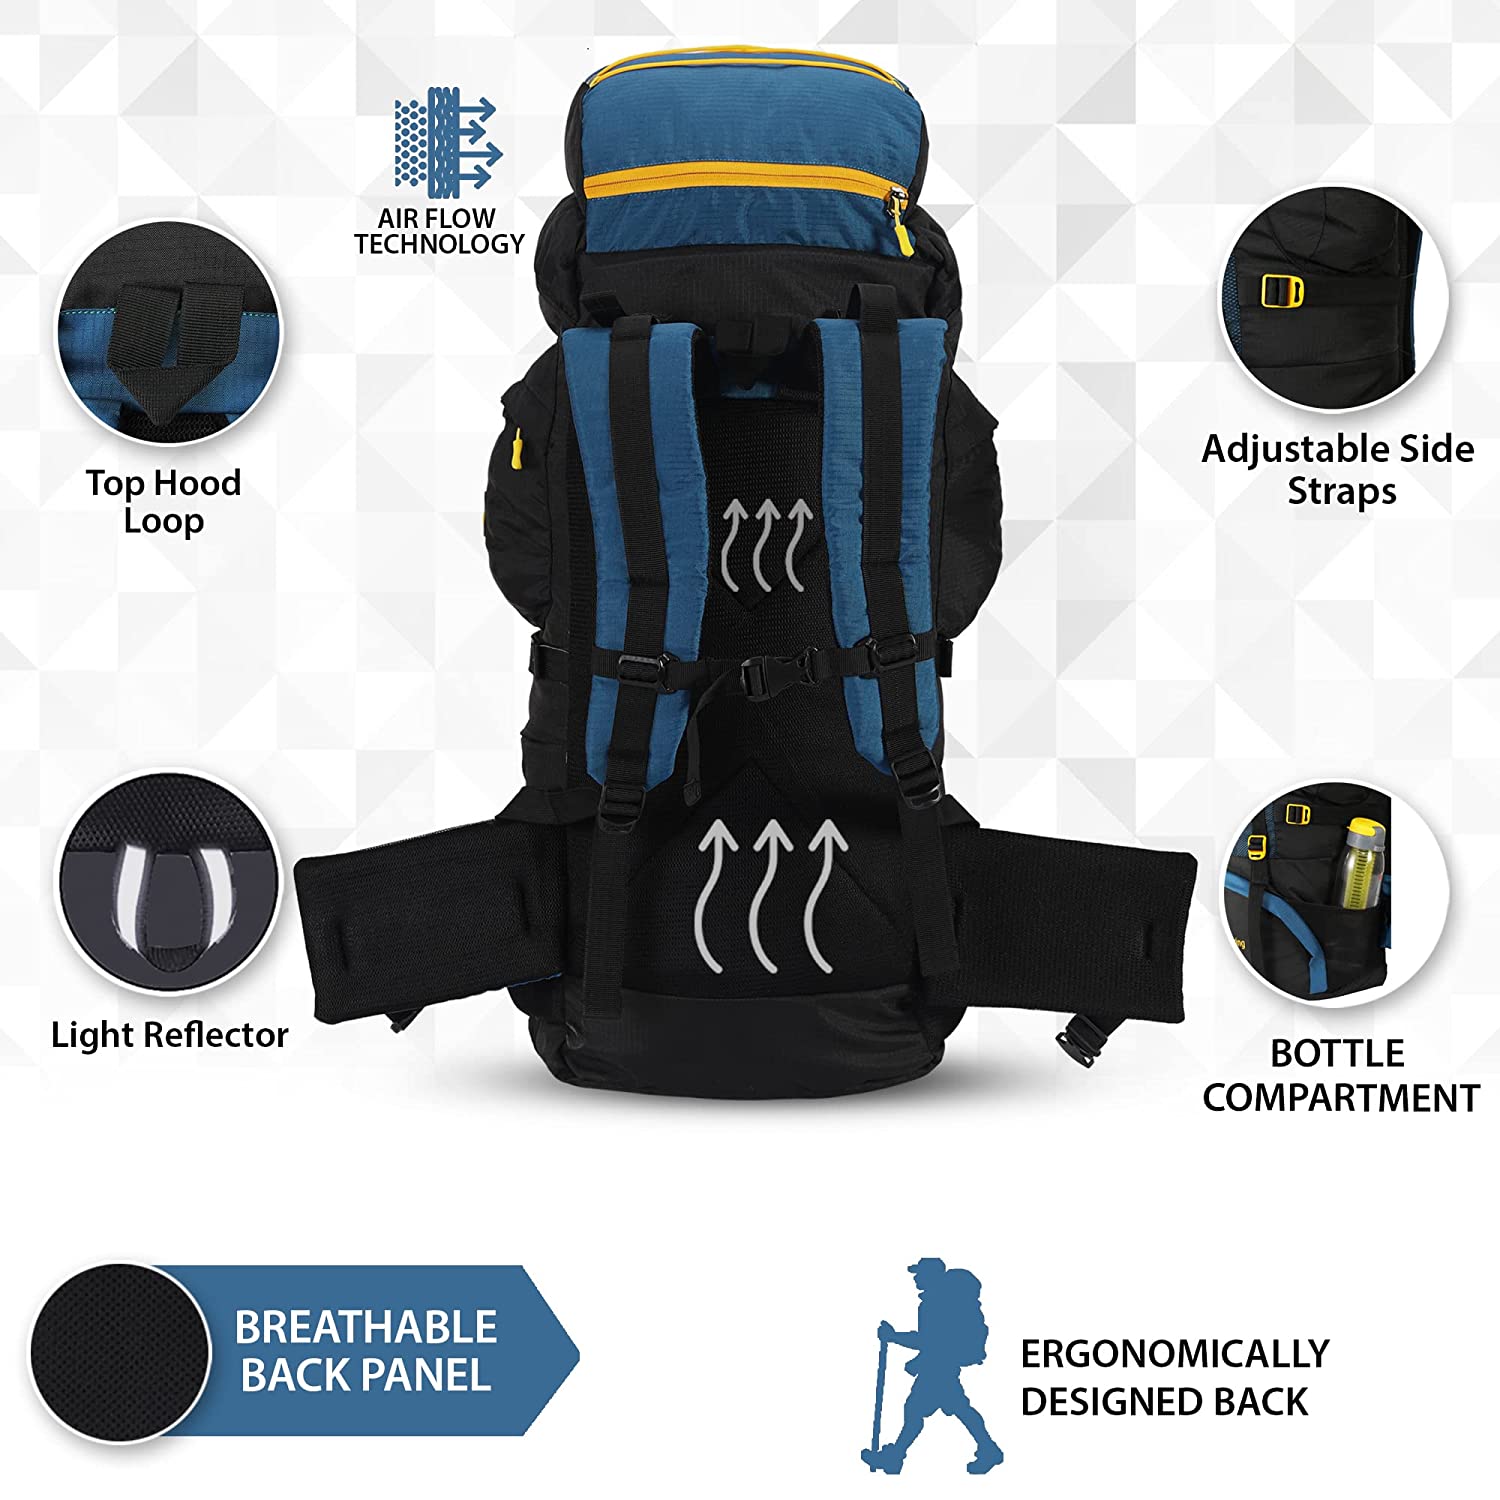 AIR FLOW
TECHNOLOGY
Top Hood
Loop
Adjustable Side
Straps
Light Reflector
BOTTLE
COMPARTMENT
BREATHABLE
BACK PANEL
ERGONOMICALLY
DESIGNED BACK